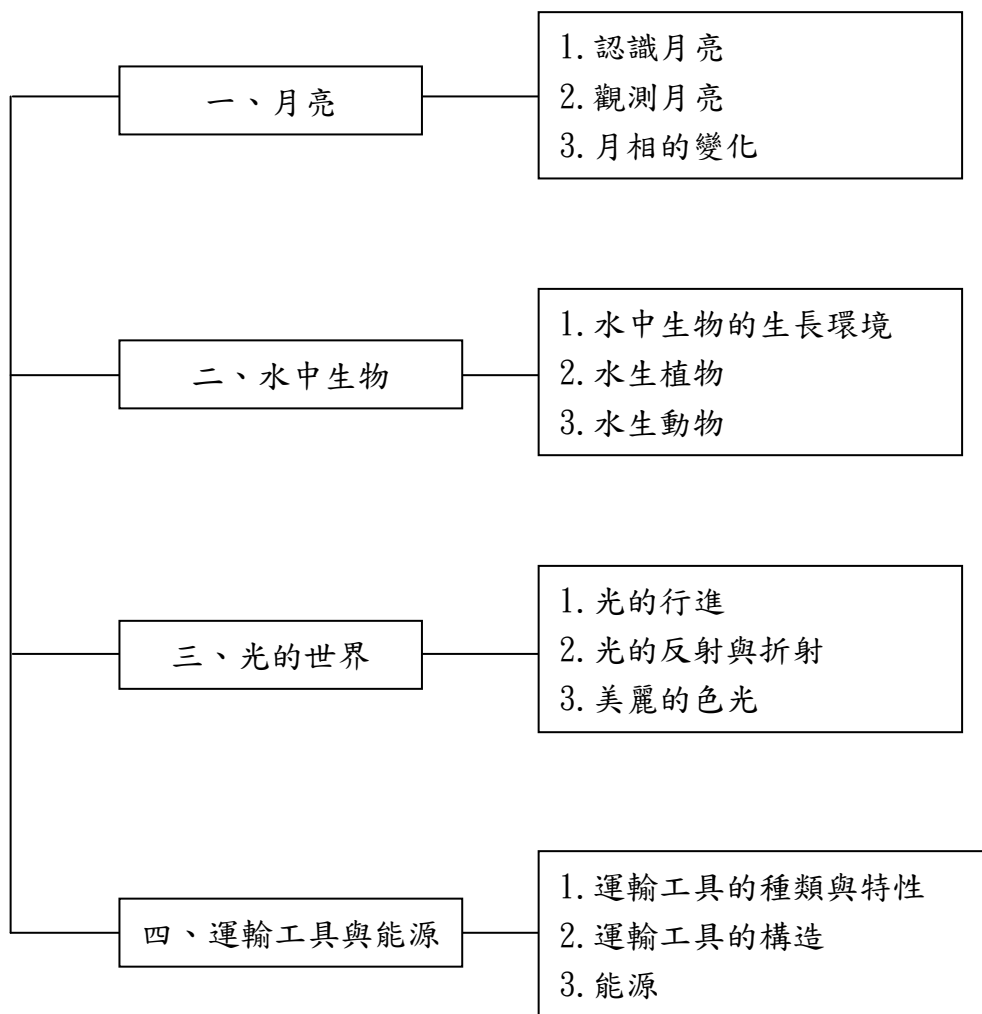 一、月亮
1.認識月亮
2.觀測月亮
3.月相的變化
二、水中生物
1.水中生物的生長環境
2.水生植物
3.水生動物
三、光的世界
1.光的行進
2.光的反射與折射
3.美麗的色光
四、運輸工具與能源
1.運輸工具的種類與特性
2.運輸工具的構造
3.能源